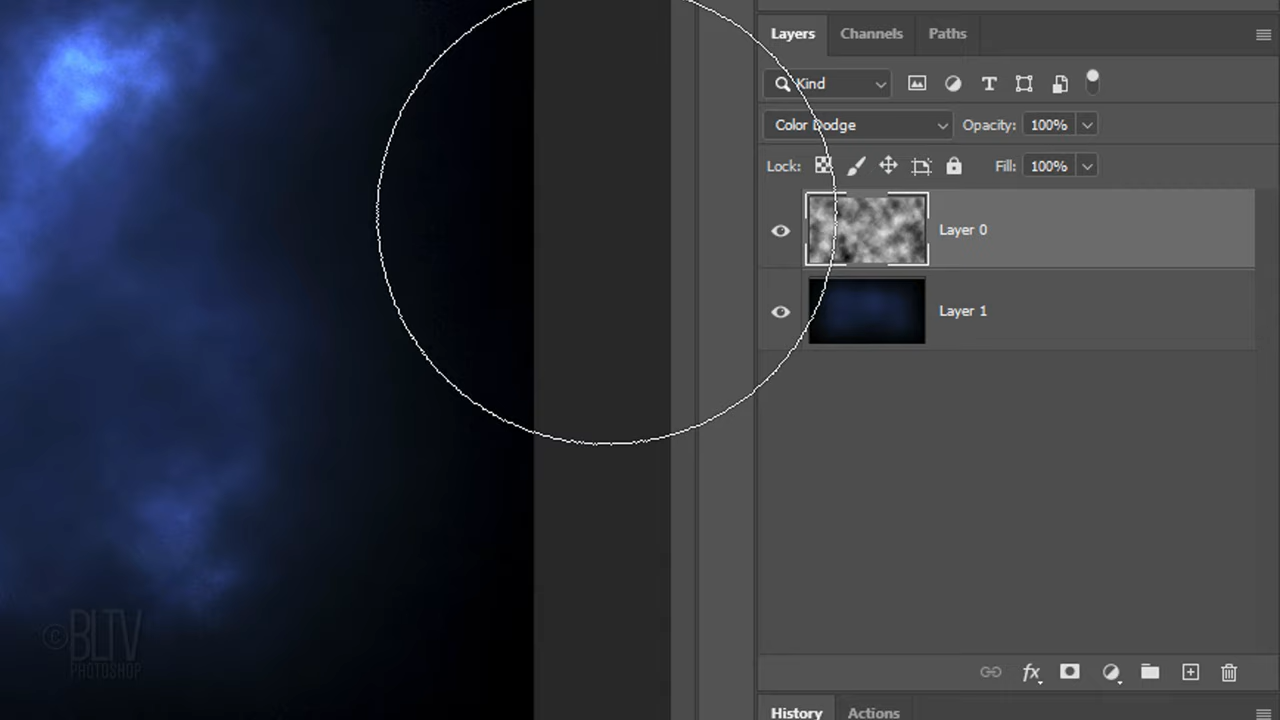 Layers Channels Paths
Kind
Color Dodge Opacity: 100%
Lock: Fill: 100%
Layer 0
Layer 1
fx
©BLTV
PHOTOSHOP
History Actions